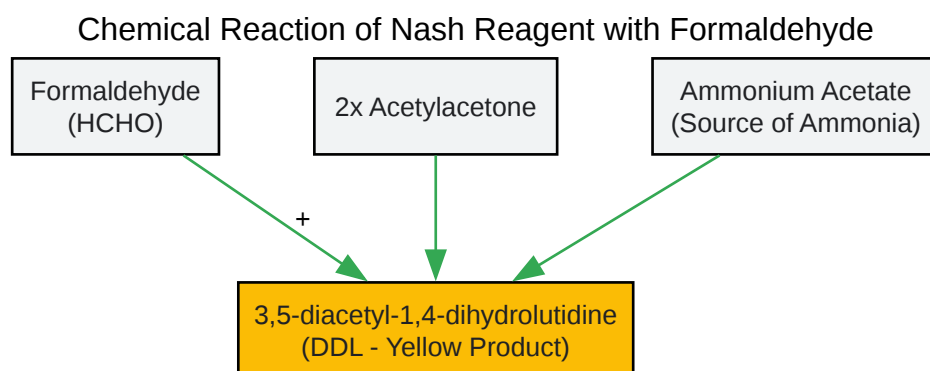 Chemical Reaction of Nash Reagent with Formaldehyde
Formaldehyde
(HCHO)
2x Acetylacetone
Ammonium Acetate
(Source of Ammonia)
+
3,5-diacetyl-1,4-dihydrolutidine
(DDL - Yellow Product)